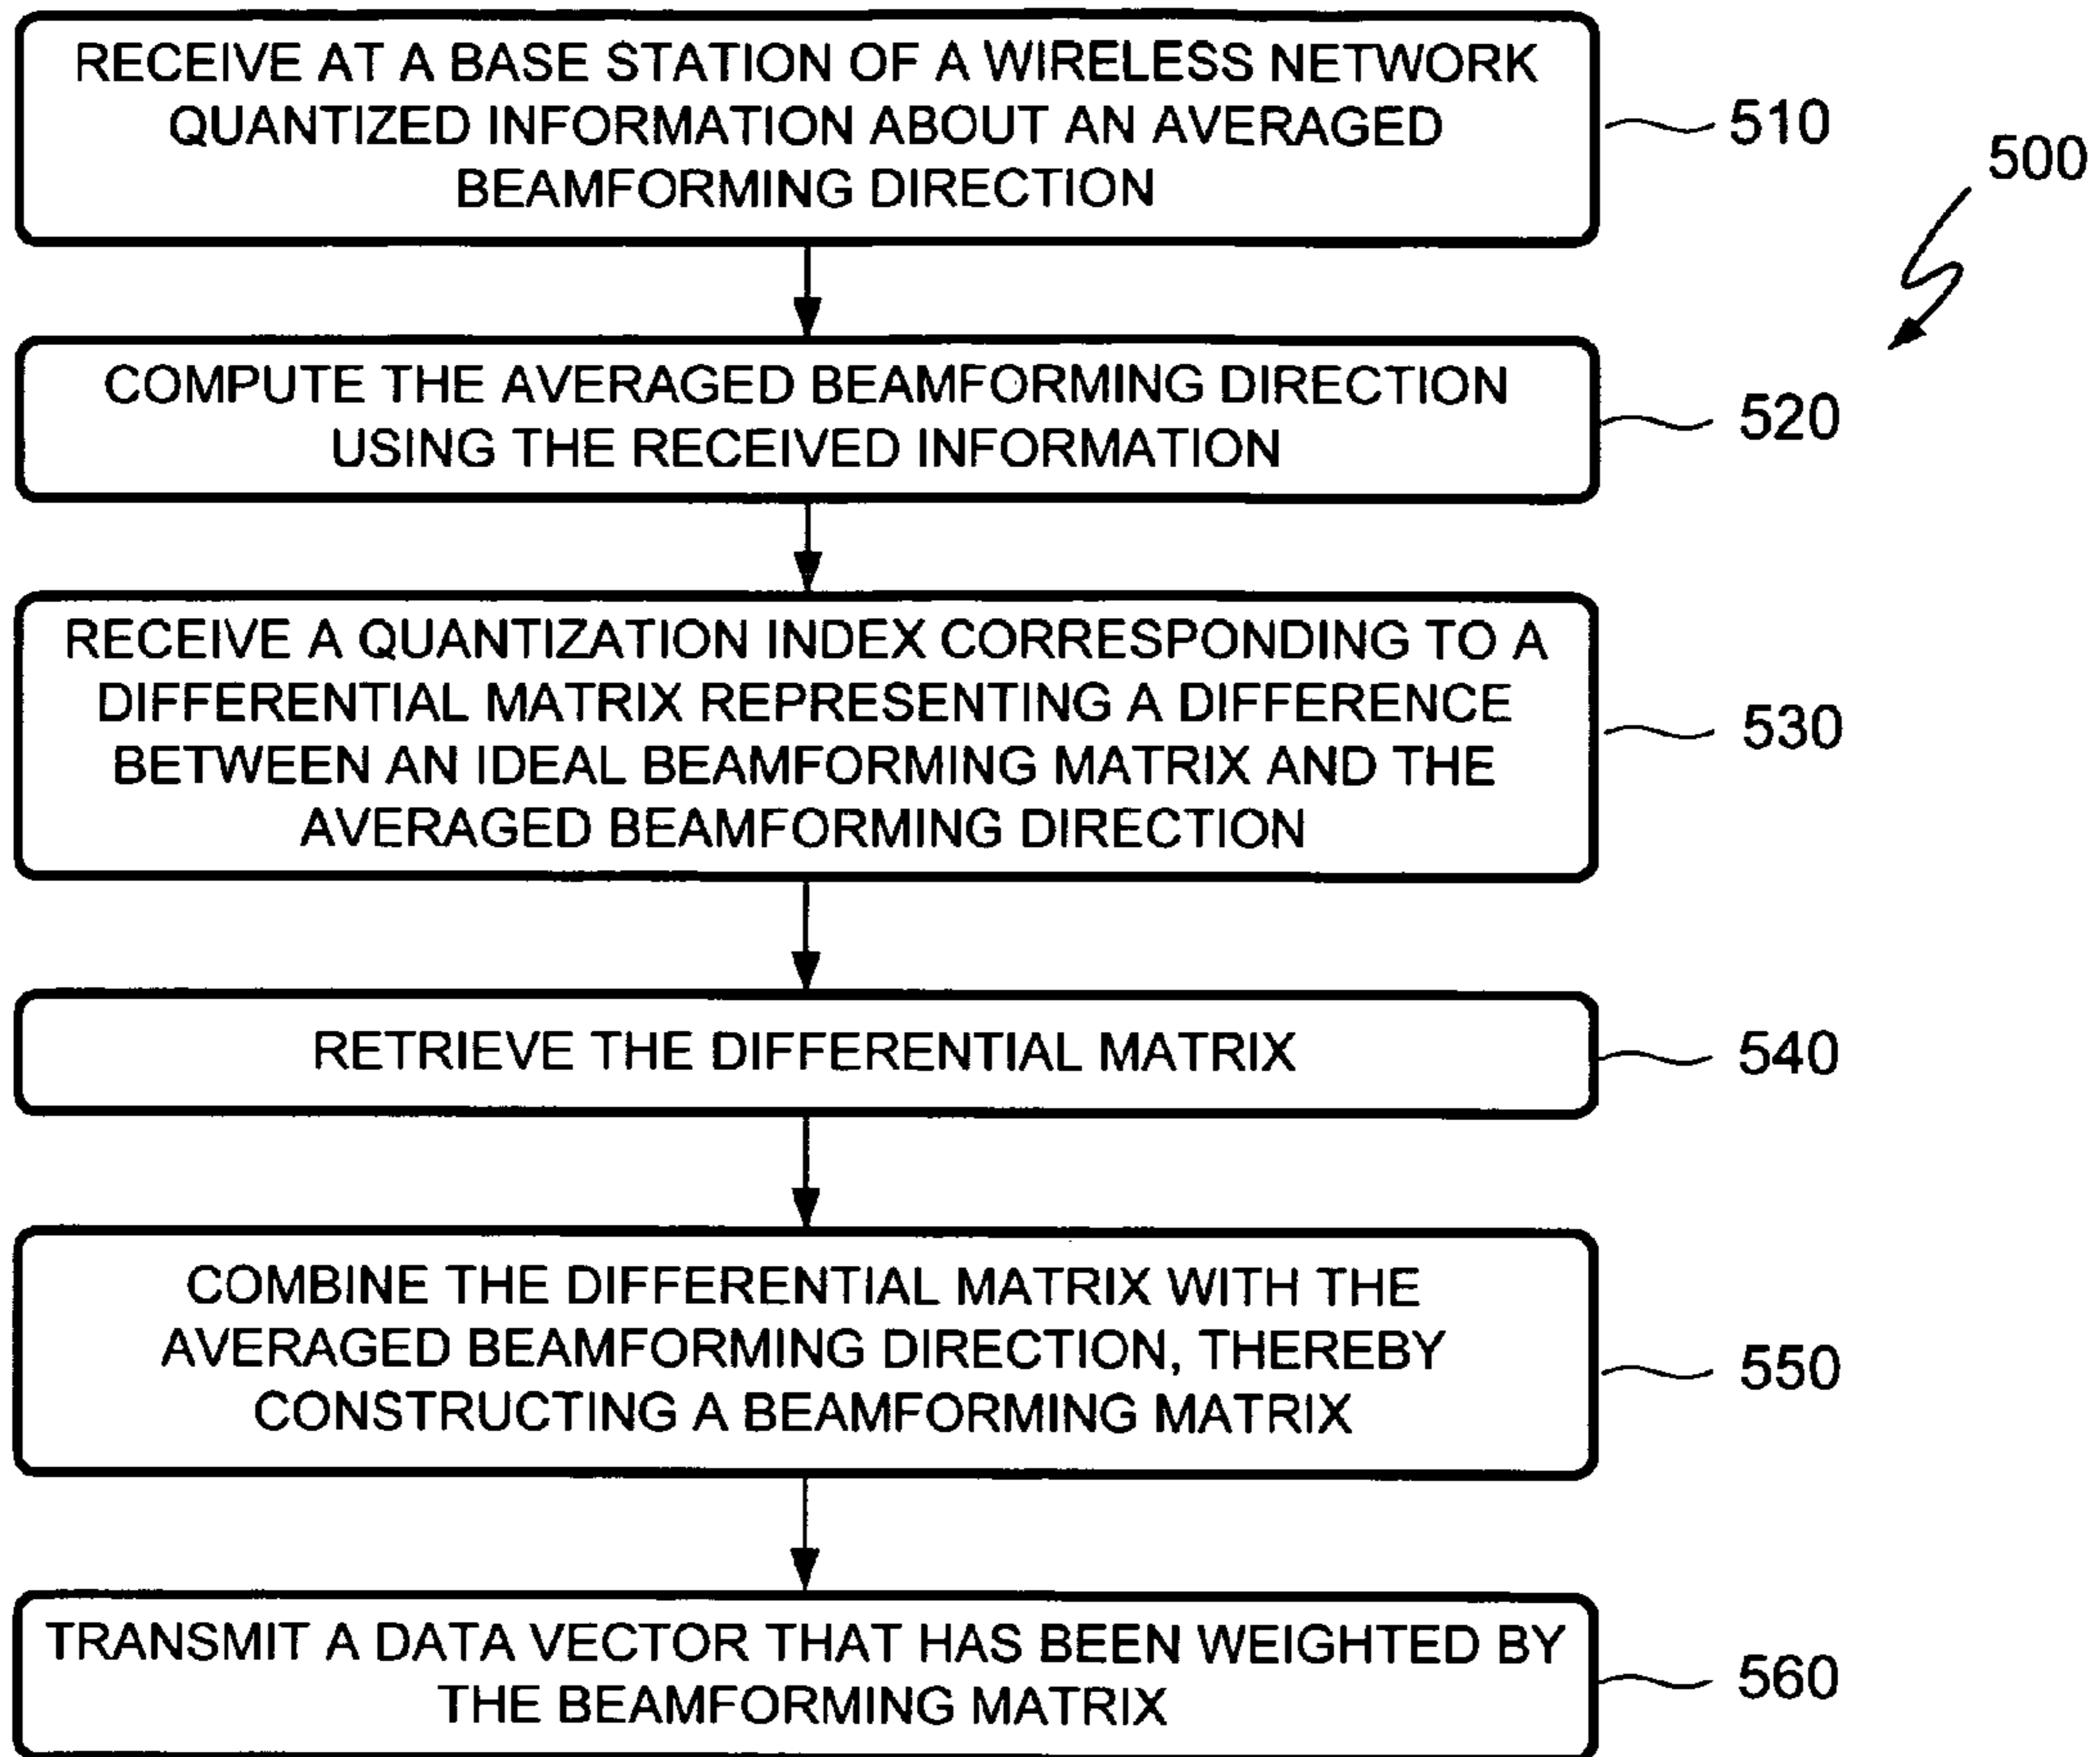 RECEIVE AT A BASE STATION OF A WIRELESS NETWORK
QUANTIZED INFORMATION ABOUT AN AVERAGED
BEAMFORMING DIRECTION
510
500
COMPUTE THE AVERAGED BEAMFORMING DIRECTION
USING THE RECEIVED INFORMATION
520
RECEIVE A QUANTIZATION INDEX CORRESPONDING TO A
DIFFERENTIAL MATRIX REPRESENTING A DIFFERENCE
BETWEEN AN IDEAL BEAMFORMING MATRIX AND THE
AVERAGED BEAMFORMING DIRECTION
530
RETRIEVE THE DIFFERENTIAL MATRIX
540
COMBINE THE DIFFERENTIAL MATRIX WITH THE
AVERAGED BEAMFORMING DIRECTION, THEREBY
CONSTRUCTING A BEAMFORMING MATRIX
550
TRANSMIT A DATA VECTOR THAT HAS BEEN WEIGHTED BY
THE BEAMFORMING MATRIX
560